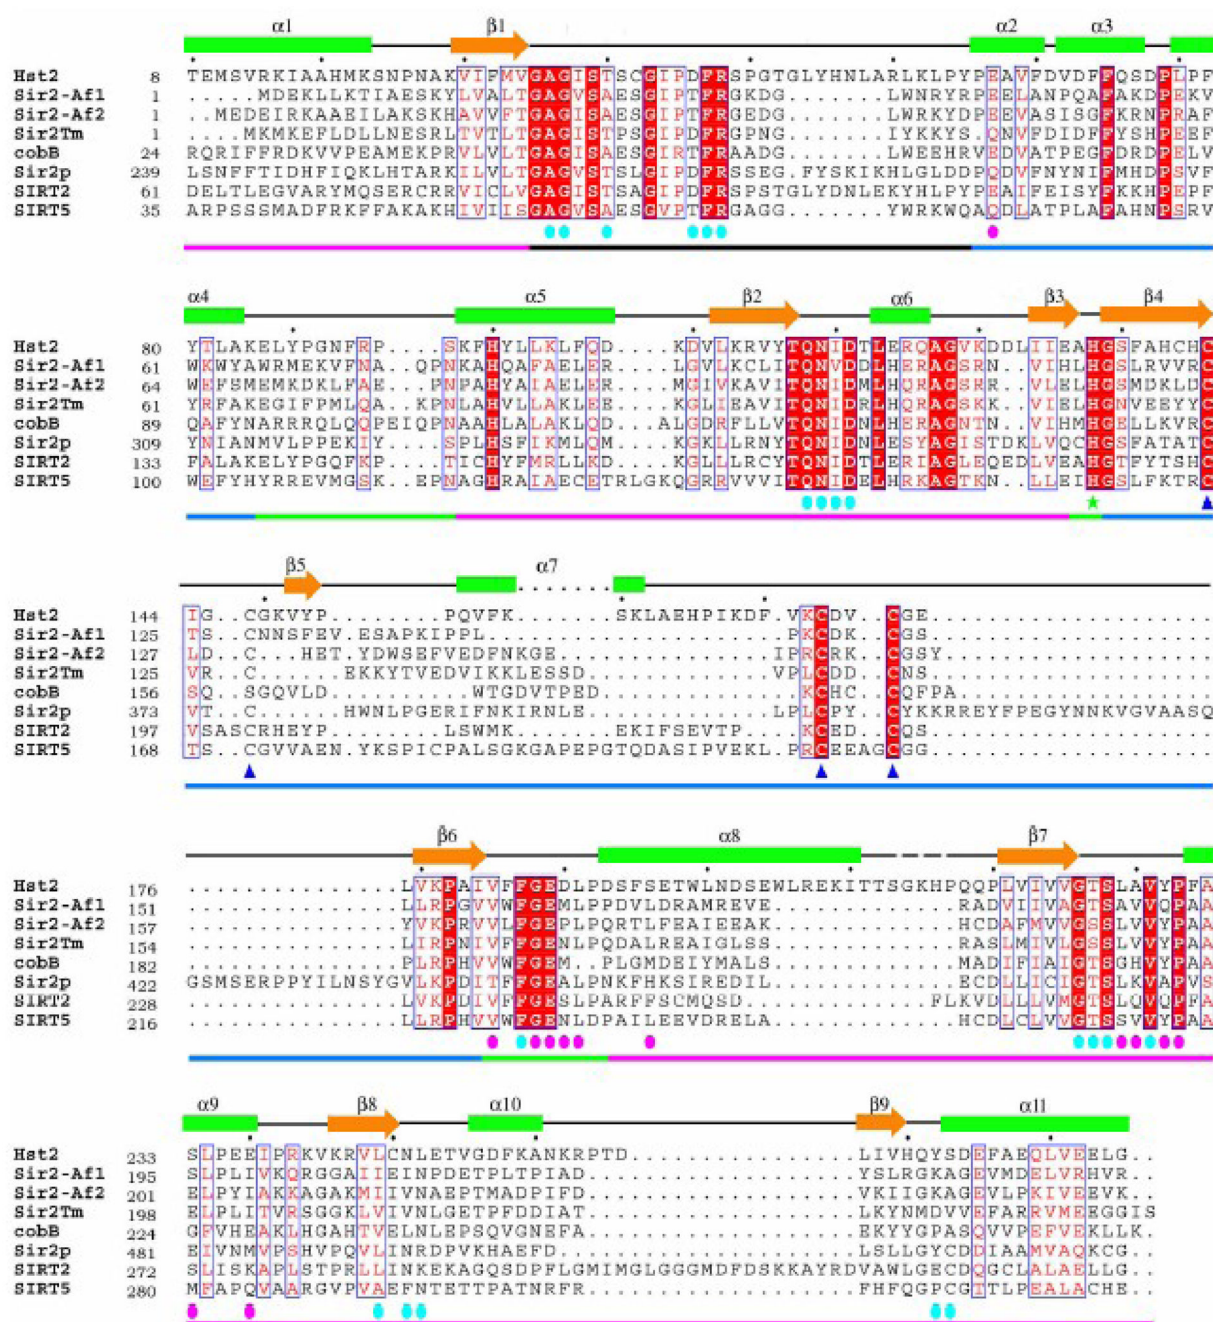 α1 β1 α2 α3
Hst2 8 TEMSVRKIAAHMKSNPNAKVIFMVGAGISTSCGIPDFRSPGTGLYHNLARLKLPYPEAVFDVDFFQSDPLPF
Sir2-Af1 1 .....MDEKLLKTIAESKYLVALTGAGVSAESGIPTFRGKDG.......LWNRYRPEELANPQAFAKDPEKV
Sir2-Af2 1 ..MEDEIRKAAEILAKSKHAVVFTGAGISAESGIPTFRGEDG.......LWRKYDPEEVASISGFKRNPRAF
Sir2Tm 1 .....MKMKEFLDLLNESRLTVTLTGAGISTPSGIPDFRGPNG.......IYKKYS.QNVFDIDFFYSHPEEF
cobB 24 RQRIFFRDKVVPEAMEKPRVLVLTGAGISAESGIRTFRAADG.......LWEEHRVEDVATPEGFDRDPELV
Sir2p 239 LSNFFTIDHFIQKLHTARKILVLTGAGVSTSLGIPDFRSSEG.FYSKIKHLGLDDPQDVFNYNIFMHDPSVF
SIRT2 61 DELTLEGVARYMQSERCRRVICLVGAGISTSAGIPDFRSPSTGLYDNLEKYHLPYPEAIFEISYFKKHPEPF
SIRT5 35 ARPSSSMADFRKFFAKAKHIVIISGAGVSAESGVPTFRGAGG.......YWRKWQAQDLATPLAFAHNPSRV
α4 α5 β2 α6 β3 β4
Hst2 80 YTLAKELYPGNFRP....SKFHYLLKLFQD...KDVLKRVYTQNIDTLERQAGVKDDLIIEAHGSFAHCHC
Sir2-Af1 61 WKWYAWRMEKVFNA..QPNKAHQAFAELER...LGVLKCLITQNVDDLHERAGSRN..VIHLHGSLRVVRC
Sir2-Af2 64 WEFSMEMKDKLFAE...PNPAHYAIAELER...MGIVKAVITQNIDMLHQRAGSRR..VLELHGSMDKLDC
Sir2Tm 61 YRFAKEGIFPMLQA..KPNLAHVLLAKLEE...KGLIEAVITQNIDRLHQRAGSKK..VIELHGNVEEYYC
cobB 89 QAFYNARRRQLQQPEIQPNAAHLALAKLQD..ALGDRFLLVTQNIDNLHERAGNTN..VIHMHGELLKVRC
Sir2p 309 YNIANMVLPPEKIY....SPLHSFIKMLQM...KGKLLRNYTQNIDNLESYAGISTDKLVQCHGSFATATC
SIRT2 133 FALAKELYPGQFKP....TICHYFMRLLKD...KGLLLRCYTQNIDTLERIAGLEQEDLVEAHGTFYTSHC
SIRT5 100 WEFYHYRREVMGSK...EPNAGHRAIAECETRLGKQGRRVVVITQNIDELHRKAGTKN..LLEIHGSLFKTRC
β5 α7
Hst2 144 IG..CGKVYP........PQVFK.......SKLAEHPIKDF.VKCDV..CGE
Sir2-Af1 125 TS..CNNSFEV.ESAPKIPPL.....................PKCDK..CGS
Sir2-Af2 127 LD..C...HET.YDWSEFVEDFNKGE...............IPRCRK..CGSY
Sir2Tm 125 VR..C......EKKYTVEDVIKKLESSD.............VPLCDD..CNS
cobB 156 SQ..SGQVLD..........WTGDVTPED..............KCHC..CQFPA
Sir2p 373 VT..C......HWNLPGERIFNKIRNLE.............LPLCPY..CYKKRREYFPEGYNNKVGVAASQ
SIRT2 197 VSASCRHEYP........LSWMK.......EKIFSEVTP...KCED..CQS
SIRT5 168 TS..CGVVAEN.YKSPICPALSGKGAPEPGTQDASIPVEKL.PRCEEAGCGG
β6 α8 β7
Hst2 176 ...............LVKPAIVFFGEDLPDSFSETWLNDSEWLREKITTSGKHPQQPLVIVVGTSLAVYPFA
Sir2-Af1 151 ...............LLRPGVVWFGEMLPPDVLDRAMREVE.............RADVIIVAGTSAVVQPAA
Sir2-Af2 157 ...............YVKPRVVLFGEPLPQRTLFEAIEEAK.............HCDAFMVVGSSLVVYPAA
Sir2Tm 154 ...............LIRPNIVFFGEPLPQDALREAIGLSS.............RASLMIVLGSSLVVYPAA
cobB 182 ...............PLRPHVVWFGEM..PLGMDEIYMALS.............MADIFIAIGTSGHVYPAA
Sir2p 422 GSMSERPPYILNSYGVLKPDITFFGEALPNKFHKSIREDIL.............ECDLLICIGTSLKVAPVS
SIRT2 228 ...............LVKPDIVFFGESLPARFFSCMQSD...............FLKVDLLLVMGTSLQVQPFA
SIRT5 216 ...............LLRPHVVWFGENLDPAILEEVDRELA.............HCDLCLVVGTSSVVYPAA
α9 β8 α10 β9 α11
Hst2 233 SLPEEIPRKVKRVLCNLETVGDFKANKRPTD................LIVHQYSDEFAEQLVEELG..
Sir2-Af1 195 SLPLIVKQRGGAIIEINPDETPLTPIAD...................YSLRGKAGEVMDELVRHVR..
Sir2-Af2 201 ELPYIAKKAGAKMIIVNAEPTMADPIFD...................VKIIGKAGEVLPKIVEEVK..
Sir2Tm 198 ELPLITVRSGGKLVIVNLGETPFDDIAT...................LKYNMDVVEFARRVMEEGGIS
cobB 224 GFVHEAKLHGAHTVELNLEPSQVGNEFA...................EKYYGPASQVVPEFVEKLLK.
Sir2p 481 EIVNMVPSHVPQVLINRDPVKHAEFD.....................LSLLGYCDDIAAMVAQKCG..
SIRT2 272 SLISKAPLSTPRLLINKEKAGQSDPFLGMIMGLGGGMDFDSKKAYRDVAWLGECDQGCLALAELLG..
SIRT5 280 MFAPQVAARGVPVAEFNTETTPATNRFR...................FHFQGPCGTTLPEALACHE..